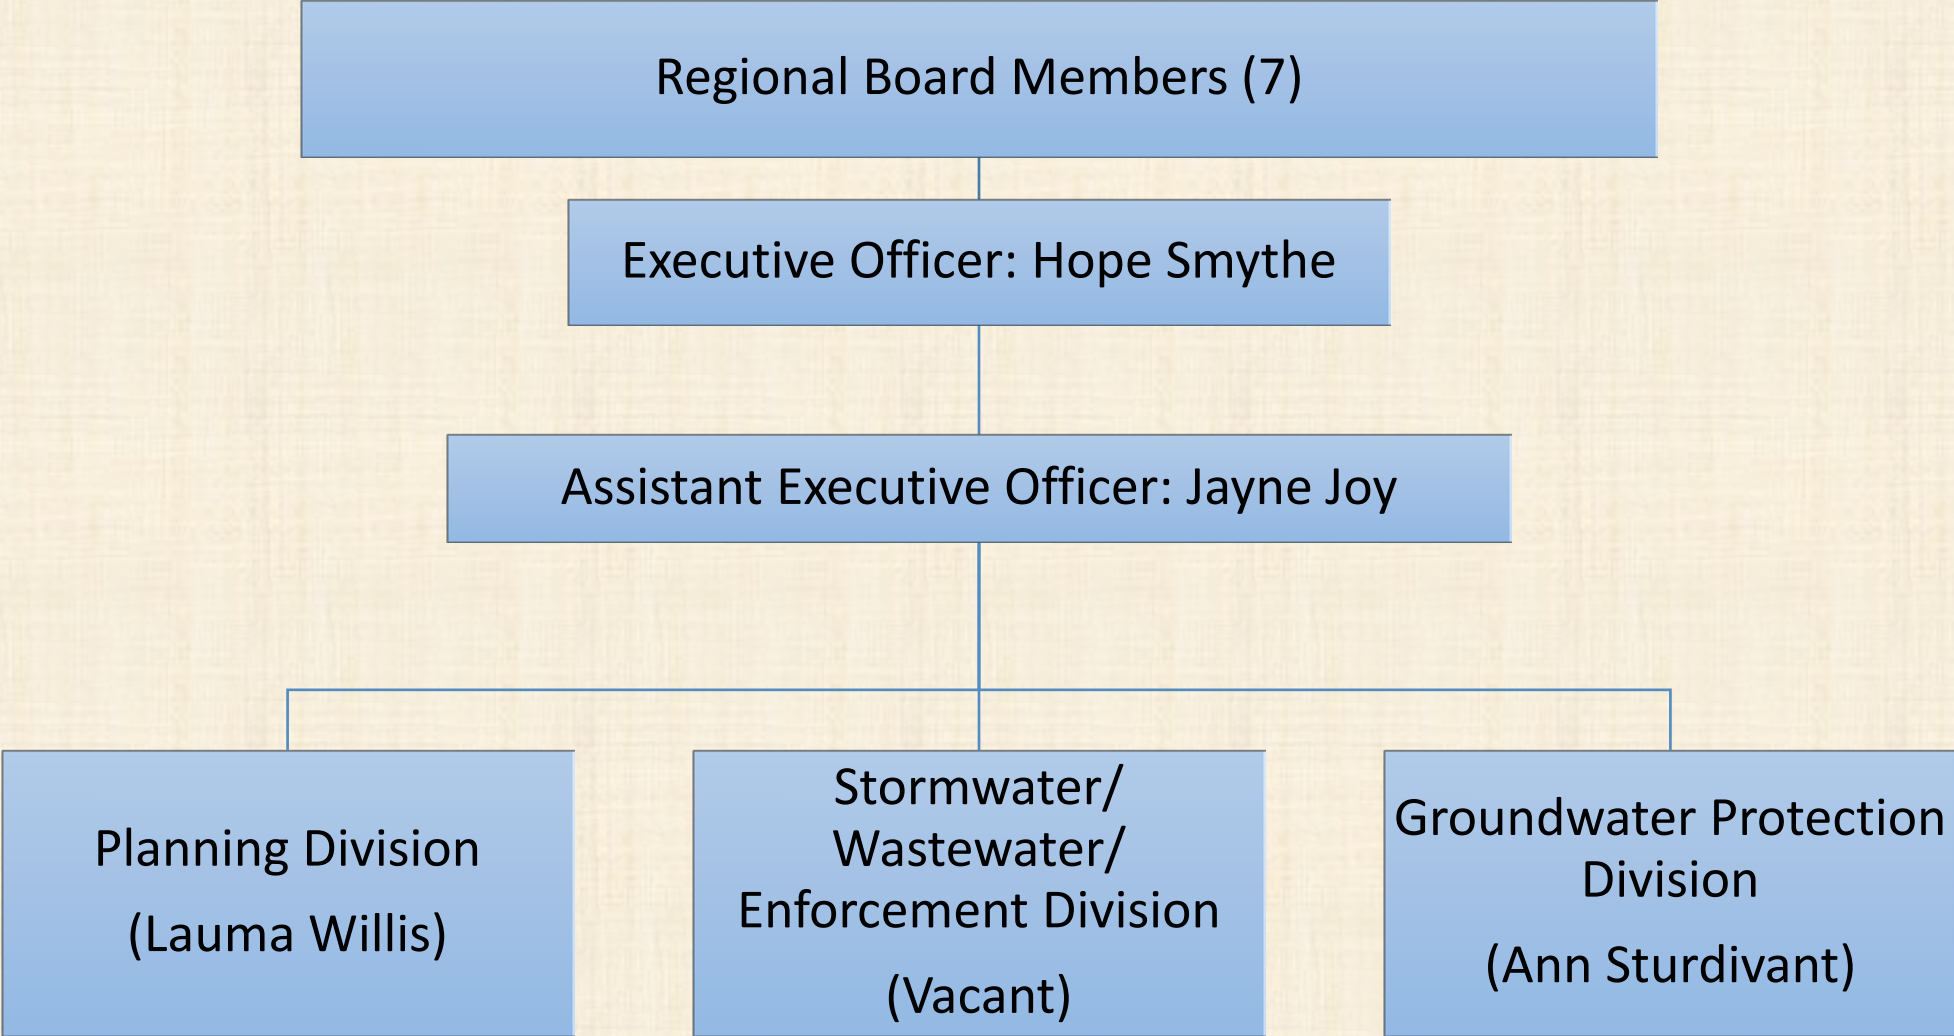 Regional Board Members (7)
Executive Officer: Hope Smythe
Assistant Executive Officer: Jayne Joy
Planning Division
(Lauma Willis)
Stormwater/
Wastewater/
Enforcement Division
(Vacant)
Groundwater Protection
Division
(Ann Sturdivant)